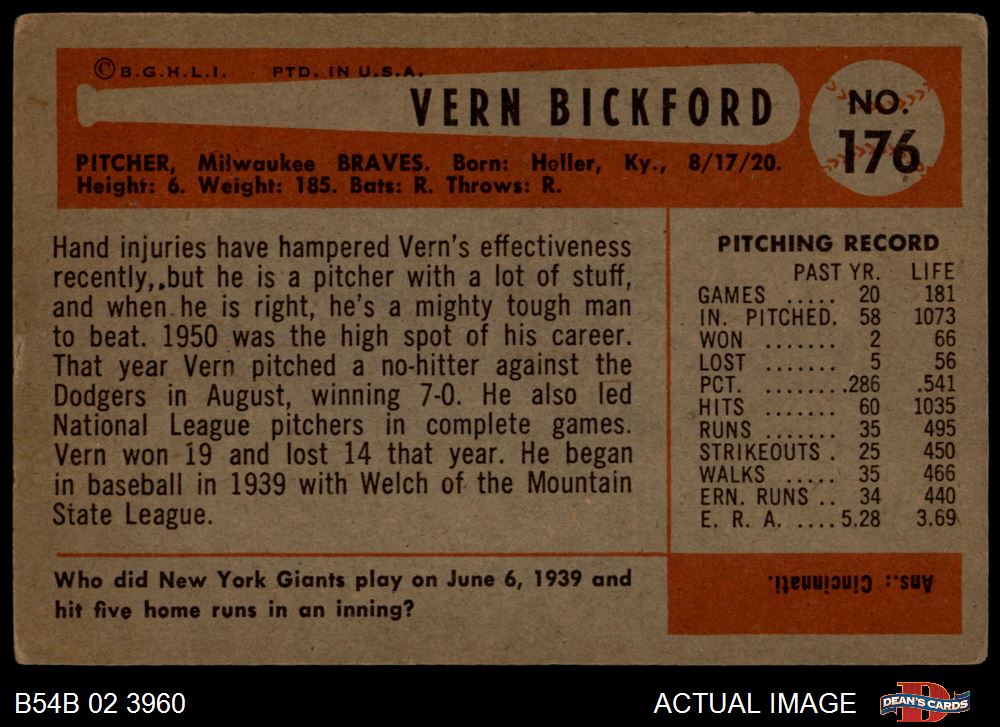 ©B.G.H.L.I. PTD. IN U.S.A.
VERN BICKFORD
NO.
176
PITCHER, Milwaukee BRAVES. Born: Heller, Ky., 8/17/20.
Height: 6. Weight: 185. Bats: R. Throws: R.
Hand injuries have hampered Vern's effectiveness
recently, but he is a pitcher with a lot of stuff,
and when he is right, he's a mighty tough man
to beat. 1950 was the high spot of his career.
That year Vern pitched a no-hitter against the
Dodgers in August, winning 7-0. He also led
National League pitchers in complete games.
Vern won 19 and lost 14 that year. He began
in baseball in 1939 with Welch of the Mountain
State League.
PITCHING RECORD
PAST YR. LIFE
GAMES ..... 20 181
IN. PITCHED. 58 1073
WON ....... 2 66
LOST ....... 5 56
PCT. ........ .286 .541
HITS ....... 60 1035
RUNS ....... 35 495
STRIKEOUTS . 25 450
WALKS ..... 35 466
ERN. RUNS .. 34 440
E. R. A. .... 5.28 3.69
Who did New York Giants play on June 6, 1939 and
hit five home runs in an inning?
Ans.: Cincinnati.
B54B 02 3960
ACTUAL IMAGE
D
DEAN'S CARDS